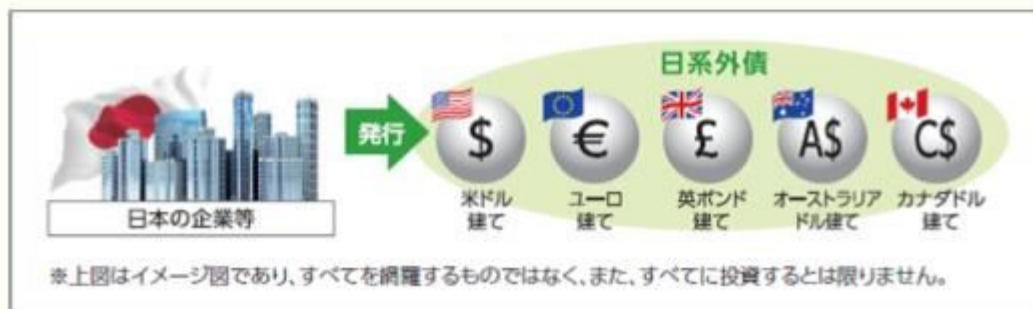 日系外債
発行
$
€
£
A$
C$
米ドル
建て
ユーロ
建て
英ポンド
建て
オーストラリア
ドル建て
カナダドル
建て
日本の企業等
※上図はイメージ図であり、すべてを網羅するものではなく、また、すべてに投資するとは限りません。